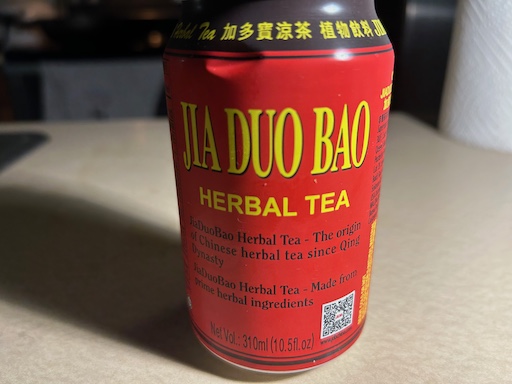 Herbal Tea 加多寶涼茶 植物飲料 JI
JIA DUO BAO
HERBAL TEA
JiaDuoBao Herbal Tea - The origin
of Chinese herbal tea since Qing
Dynasty
JiaDuoBao Herbal Tea - Made from
prime herbal ingredients
Net Vol.: 310ml (10.5fl.oz)